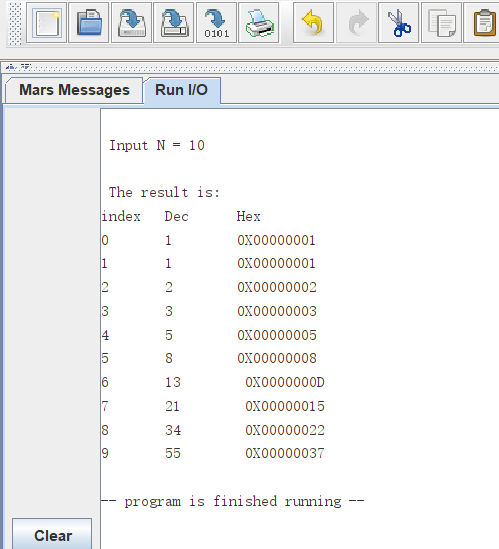 0101
Mars Messages Run I/O
Input N = 10
The result is:
index Dec Hex
0 1 0X00000001
1 1 0X00000001
2 2 0X00000002
3 3 0X00000003
4 5 0X00000005
5 8 0X00000008
6 13 0X0000000D
7 21 0X00000015
8 34 0X00000022
9 55 0X00000037
-- program is finished running --
Clear